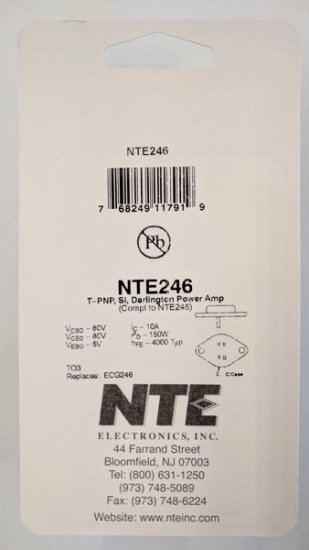 NTE246
7 68249 11791 9
Pb
NTE246
T-PNP, Si, Darlington Power Amp
(Compl to NTE245)
VCBO - 80V IC - 10A
VCEO - 80V PD - 150W
VEBO - 5V hFE - 4000 Typ
TO3
Replaces: ECG246
C/Case
NTE
ELECTRONICS, INC.
44 Farrand Street
Bloomfield, NJ 07003
Tel: (800) 631-1250
(973) 748-5089
Fax: (973) 748-6224
Website: www.nteinc.com